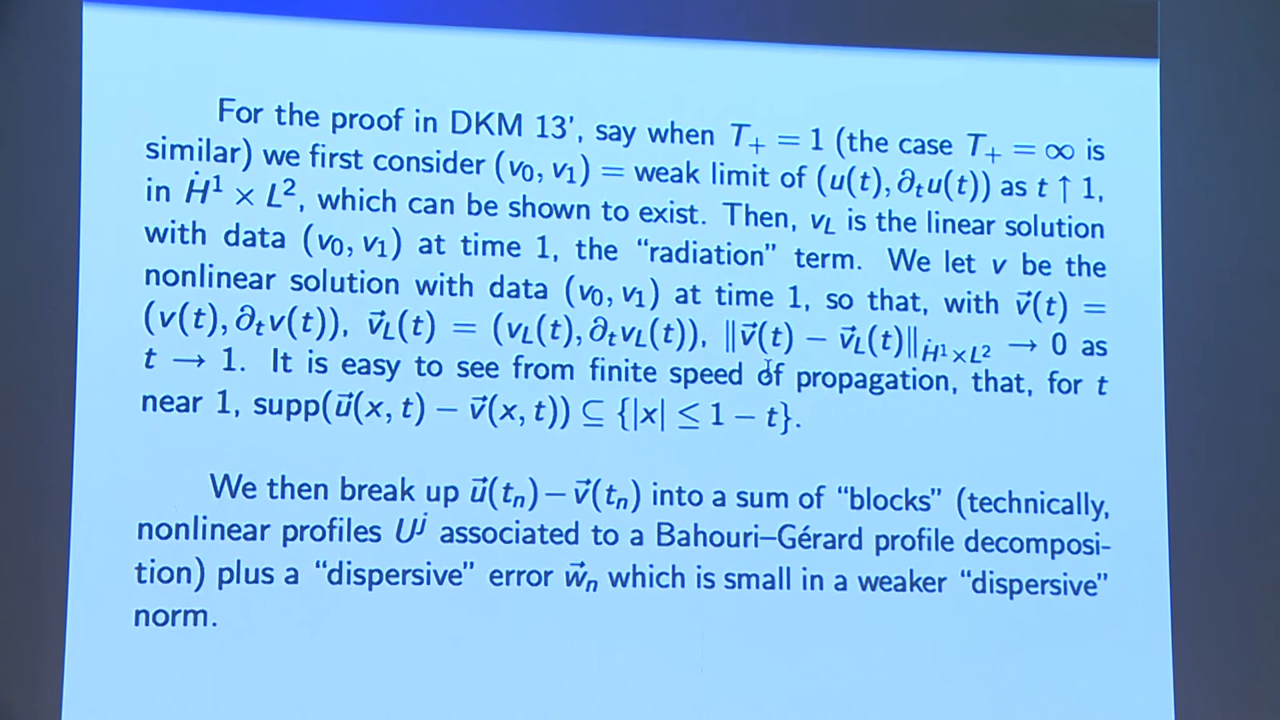 For the proof in DKM 13', say when T₊ = 1 (the case T₊ = ∞ is
similar) we first consider (v₀, v₁) = weak limit of (u(t), ∂ₜu(t)) as t ↑ 1,
in Ḣ¹ × L², which can be shown to exist. Then, v_L is the linear solution
with data (v₀, v₁) at time 1, the “radiation” term. We let v be the
nonlinear solution with data (v₀, v₁) at time 1, so that, with v⃗(t) =
(v(t), ∂ₜv(t)), v⃗_L(t) = (v_L(t), ∂ₜv_L(t)), ‖v⃗(t) − v⃗_L(t)‖_{Ḣ¹×L²} → 0 as
t → 1. It is easy to see from finite speed of propagation, that, for t
near 1, supp(u⃗(x, t) − v⃗(x, t)) ⊆ {|x| ≤ 1 − t}.
We then break up u⃗(tₙ) − v⃗(tₙ) into a sum of “blocks” (technically,
nonlinear profiles Uʲ associated to a Bahouri–Gérard profile decomposi-
tion) plus a “dispersive” error w⃗ₙ which is small in a weaker “dispersive”
norm.